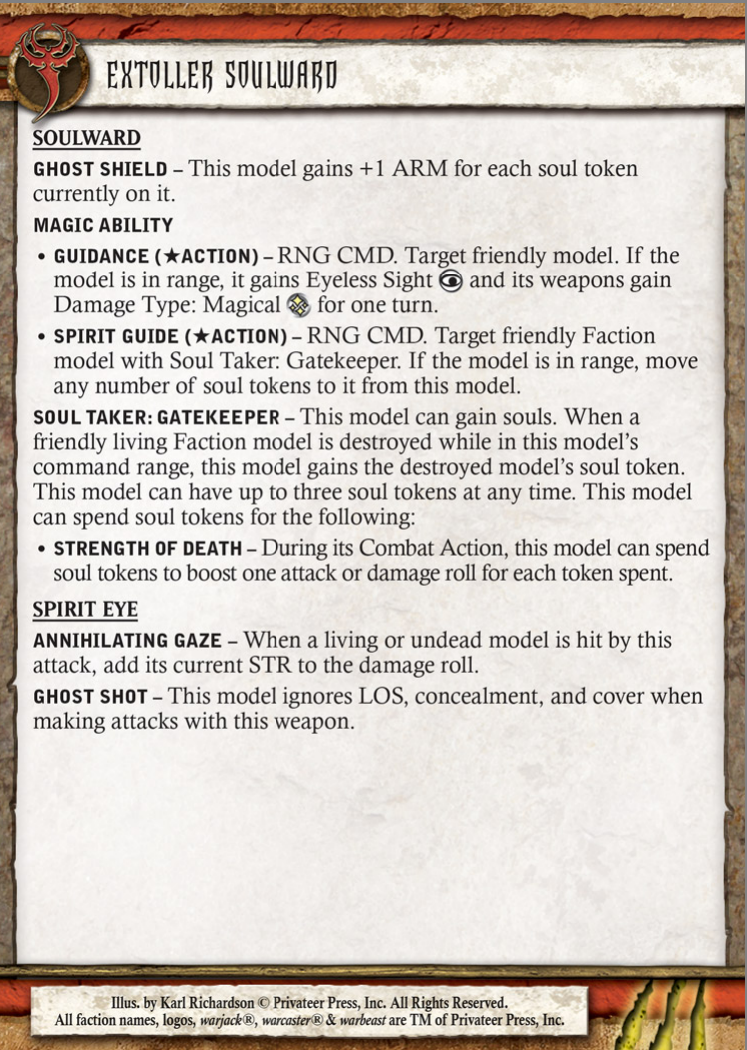 EXTOLLER SOULWARD
SOULWARD
GHOST SHIELD – This model gains +1 ARM for each soul token
currently on it.
MAGIC ABILITY
• GUIDANCE (★ACTION) – RNG CMD. Target friendly model. If the
model is in range, it gains Eyeless Sight and its weapons gain
Damage Type: Magical for one turn.
• SPIRIT GUIDE (★ACTION) – RNG CMD. Target friendly Faction
model with Soul Taker: Gatekeeper. If the model is in range, move
any number of soul tokens to it from this model.
SOUL TAKER: GATEKEEPER – This model can gain souls. When a
friendly living Faction model is destroyed while in this model's
command range, this model gains the destroyed model's soul token.
This model can have up to three soul tokens at any time. This model
can spend soul tokens for the following:
• STRENGTH OF DEATH – During its Combat Action, this model can spend
soul tokens to boost one attack or damage roll for each token spent.
SPIRIT EYE
ANNIHILATING GAZE – When a living or undead model is hit by this
attack, add its current STR to the damage roll.
GHOST SHOT – This model ignores LOS, concealment, and cover when
making attacks with this weapon.
Illus. by Karl Richardson © Privateer Press, Inc. All Rights Reserved.
All faction names, logos, warjack®, warcaster® & warbeast are TM of Privateer Press, Inc.